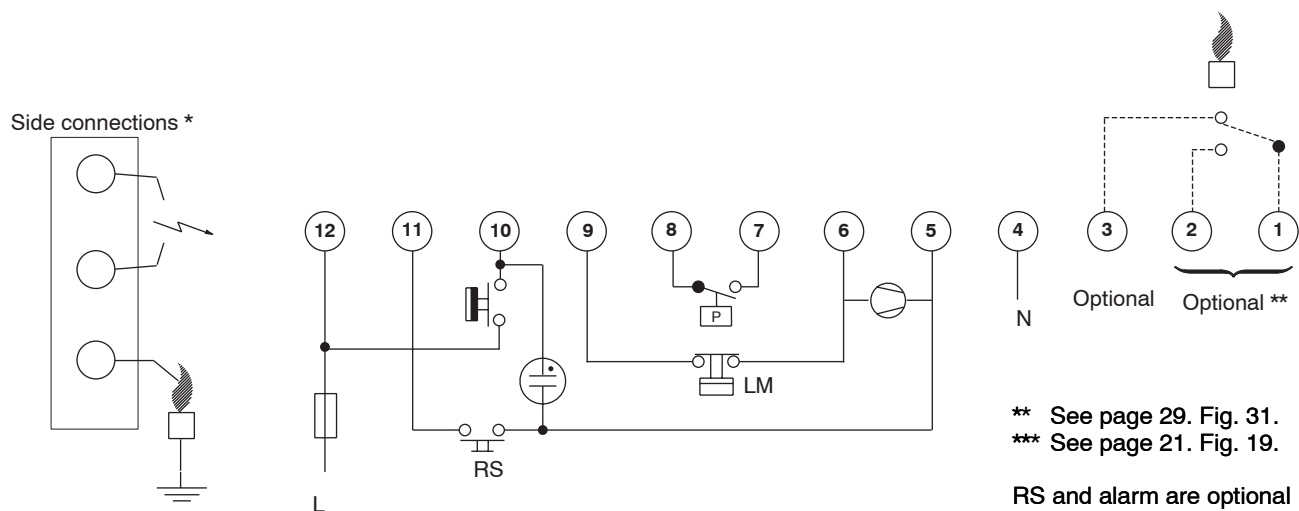 Side connections *
12 11 10 9 8 7 6 5 4 3 2 1
P
Optional Optional **
N
LM
RS
L
** See page 29. Fig. 31.
*** See page 21. Fig. 19.
RS and alarm are optional